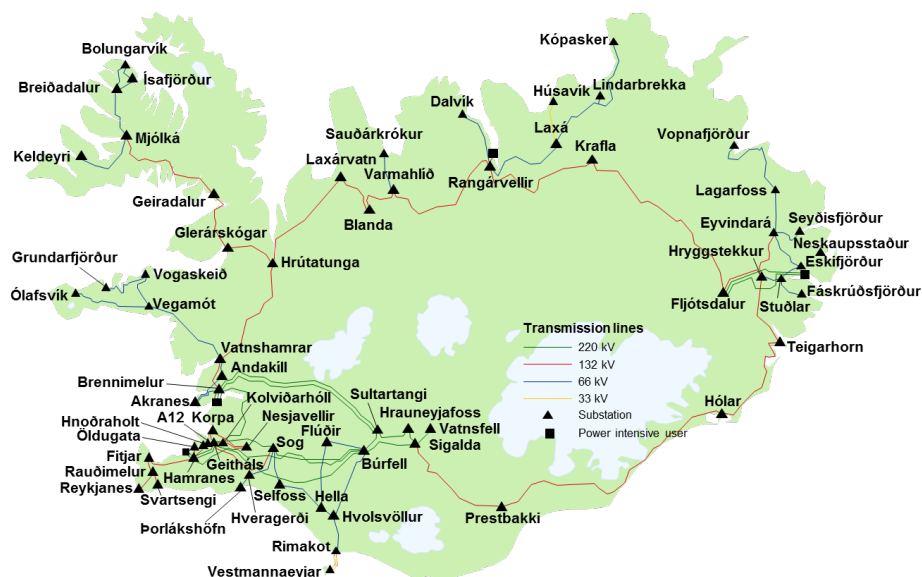 Kópasker
Bolungarvík
Ísafjörður
Breiðadalur
Húsavík
Lindarbrekka
Dalvík
Laxá
Vopnafjörður
Sauðárkrókur
Mjólká
Krafla
Keldeyri
Laxárvatn
Varmahlíð
Rangárvellir
Lagarfoss
Geiradalur
Blanda
Seyðisfjörður
Eyvindará
Glerárskógar
Neskaupsstaður
Hryggstekkur
Grundarfjörður
Vogaskeið
Hrútatunga
Eskifjörður
Ólafsvík
Fáskrúðsfjörður
Vegamót
Fljótsdalur
Stuðlar
Transmission lines
220 kV
132 kV
66 kV
33 kV
Substation
Power intensive user
Teigarhorn
Vatnshamrar
Andakíll
Brennimelur
Akranes
Kolviðarhóll
Sultartangi
A12
Korpa
Nesjavellir
Hrauneyjafoss
Hólar
Hnoðraholt
Öldugata
Sog
Flúðir
Vatnsfell
Sigalda
Fitjar
Geitháls
Búrfell
Rauðimelur
Hamranes
Reykjanes
Svartsengi
Selfoss
Hella
Þorlákshöfn
Hveragerði
Hvolsvöllur
Prestbakki
Rimakot
Vestmannaeyjar